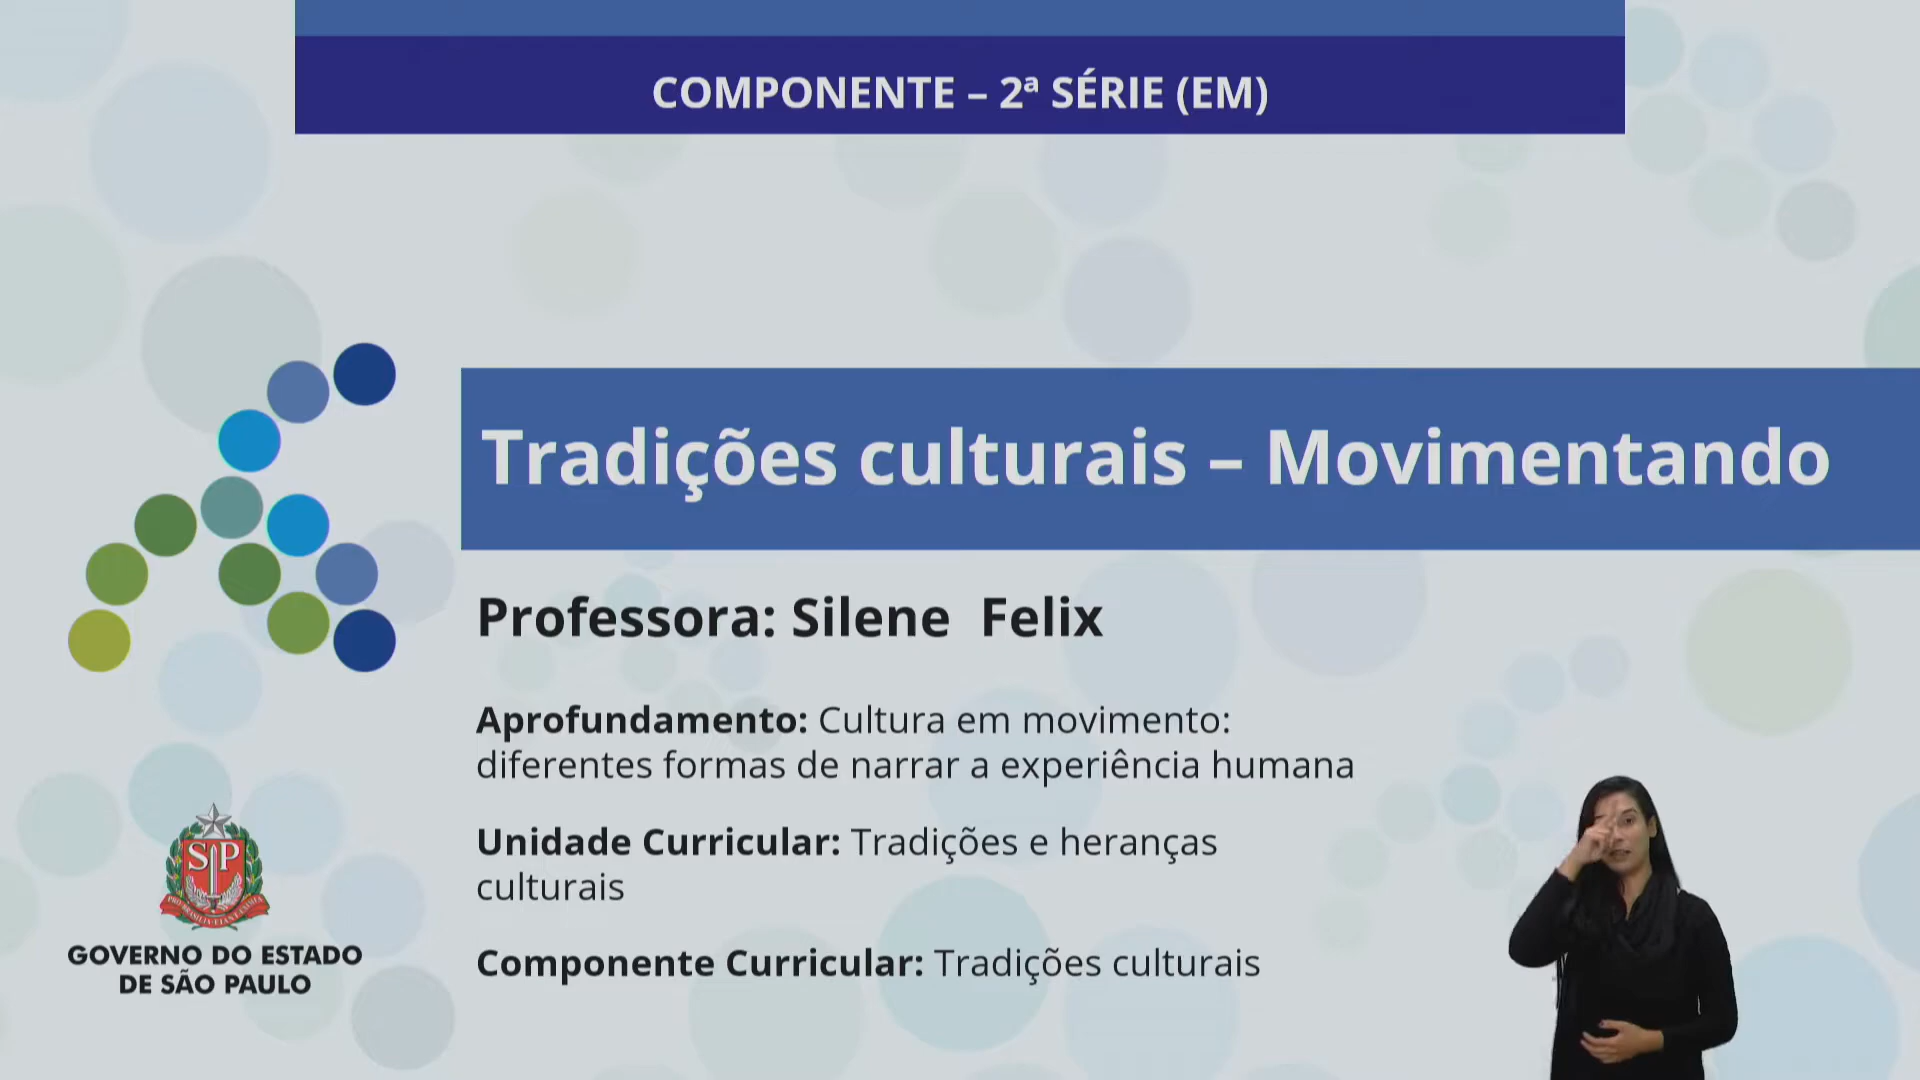 COMPONENTE – 2ª SÉRIE (EM)
Tradições culturais – Movimentando
Professora: Silene  Felix
Aprofundamento: Cultura em movimento:
diferentes formas de narrar a experiência humana
Unidade Curricular: Tradições e heranças
culturais
Componente Curricular: Tradições culturais
SP
GOVERNO DO ESTADO
DE SÃO PAULO